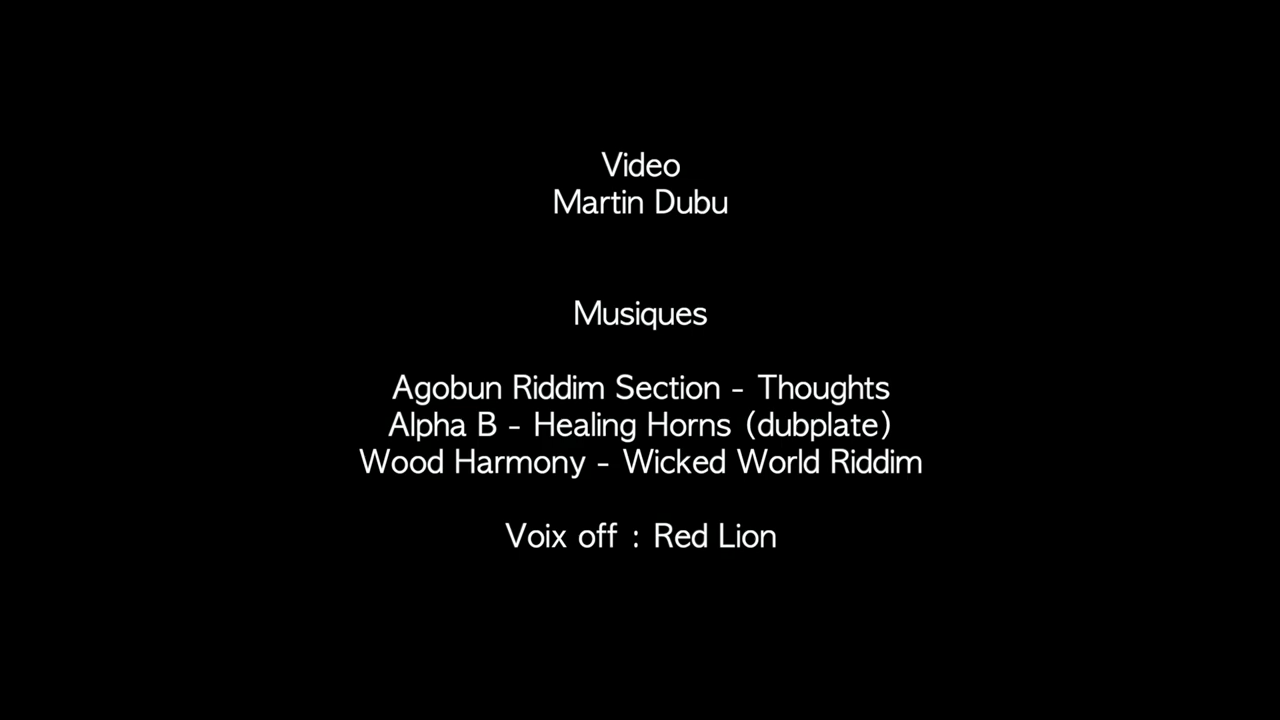 Video
Martin Dubu
Musiques
Agobun Riddim Section - Thoughts
Alpha B - Healing Horns (dubplate)
Wood Harmony - Wicked World Riddim
Voix off : Red Lion